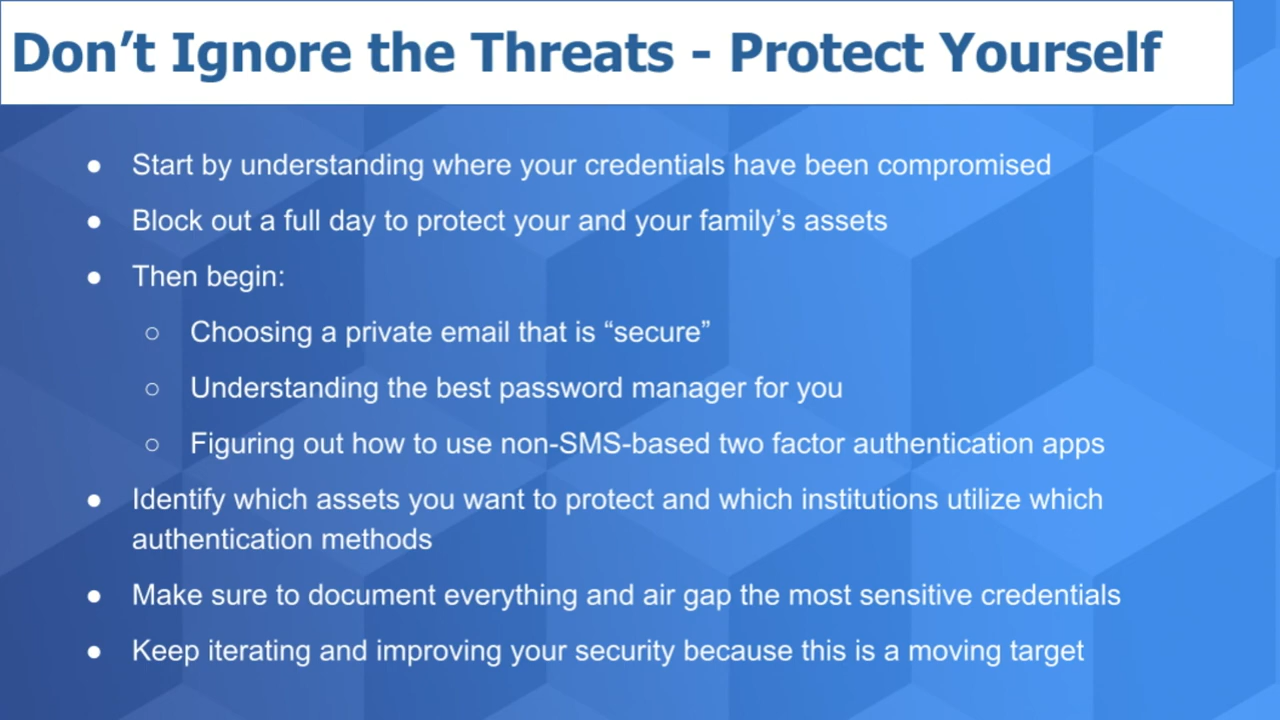 Don’t Ignore the Threats - Protect Yourself
● Start by understanding where your credentials have been compromised
● Block out a full day to protect your and your family’s assets
● Then begin:
○ Choosing a private email that is “secure”
○ Understanding the best password manager for you
○ Figuring out how to use non-SMS-based two factor authentication apps
● Identify which assets you want to protect and which institutions utilize which
authentication methods
● Make sure to document everything and air gap the most sensitive credentials
● Keep iterating and improving your security because this is a moving target